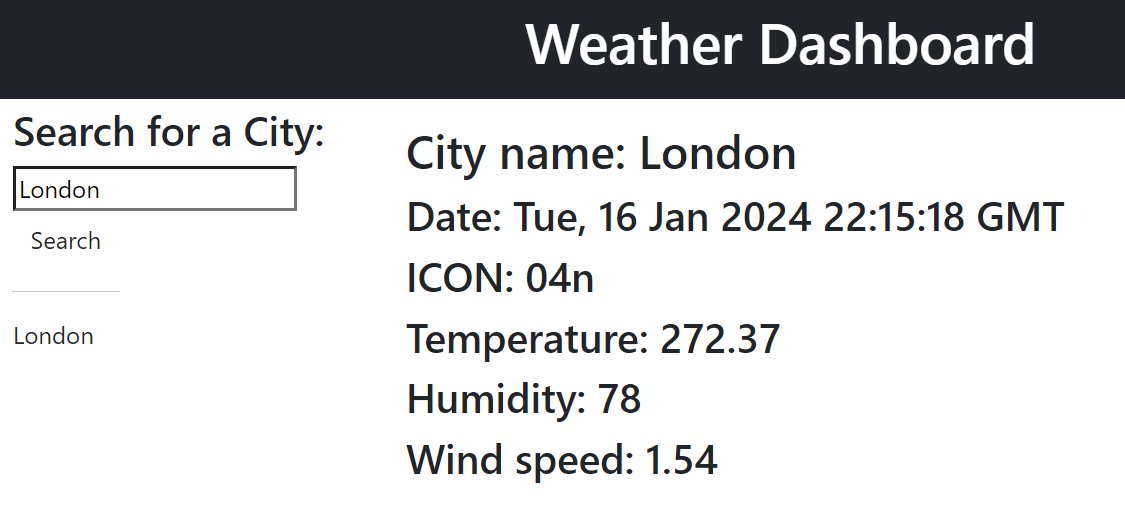 Weather Dashboard
Search for a City:
London
Search
London
City name: London
Date: Tue, 16 Jan 2024 22:15:18 GMT
ICON: 04n
Temperature: 272.37
Humidity: 78
Wind speed: 1.54